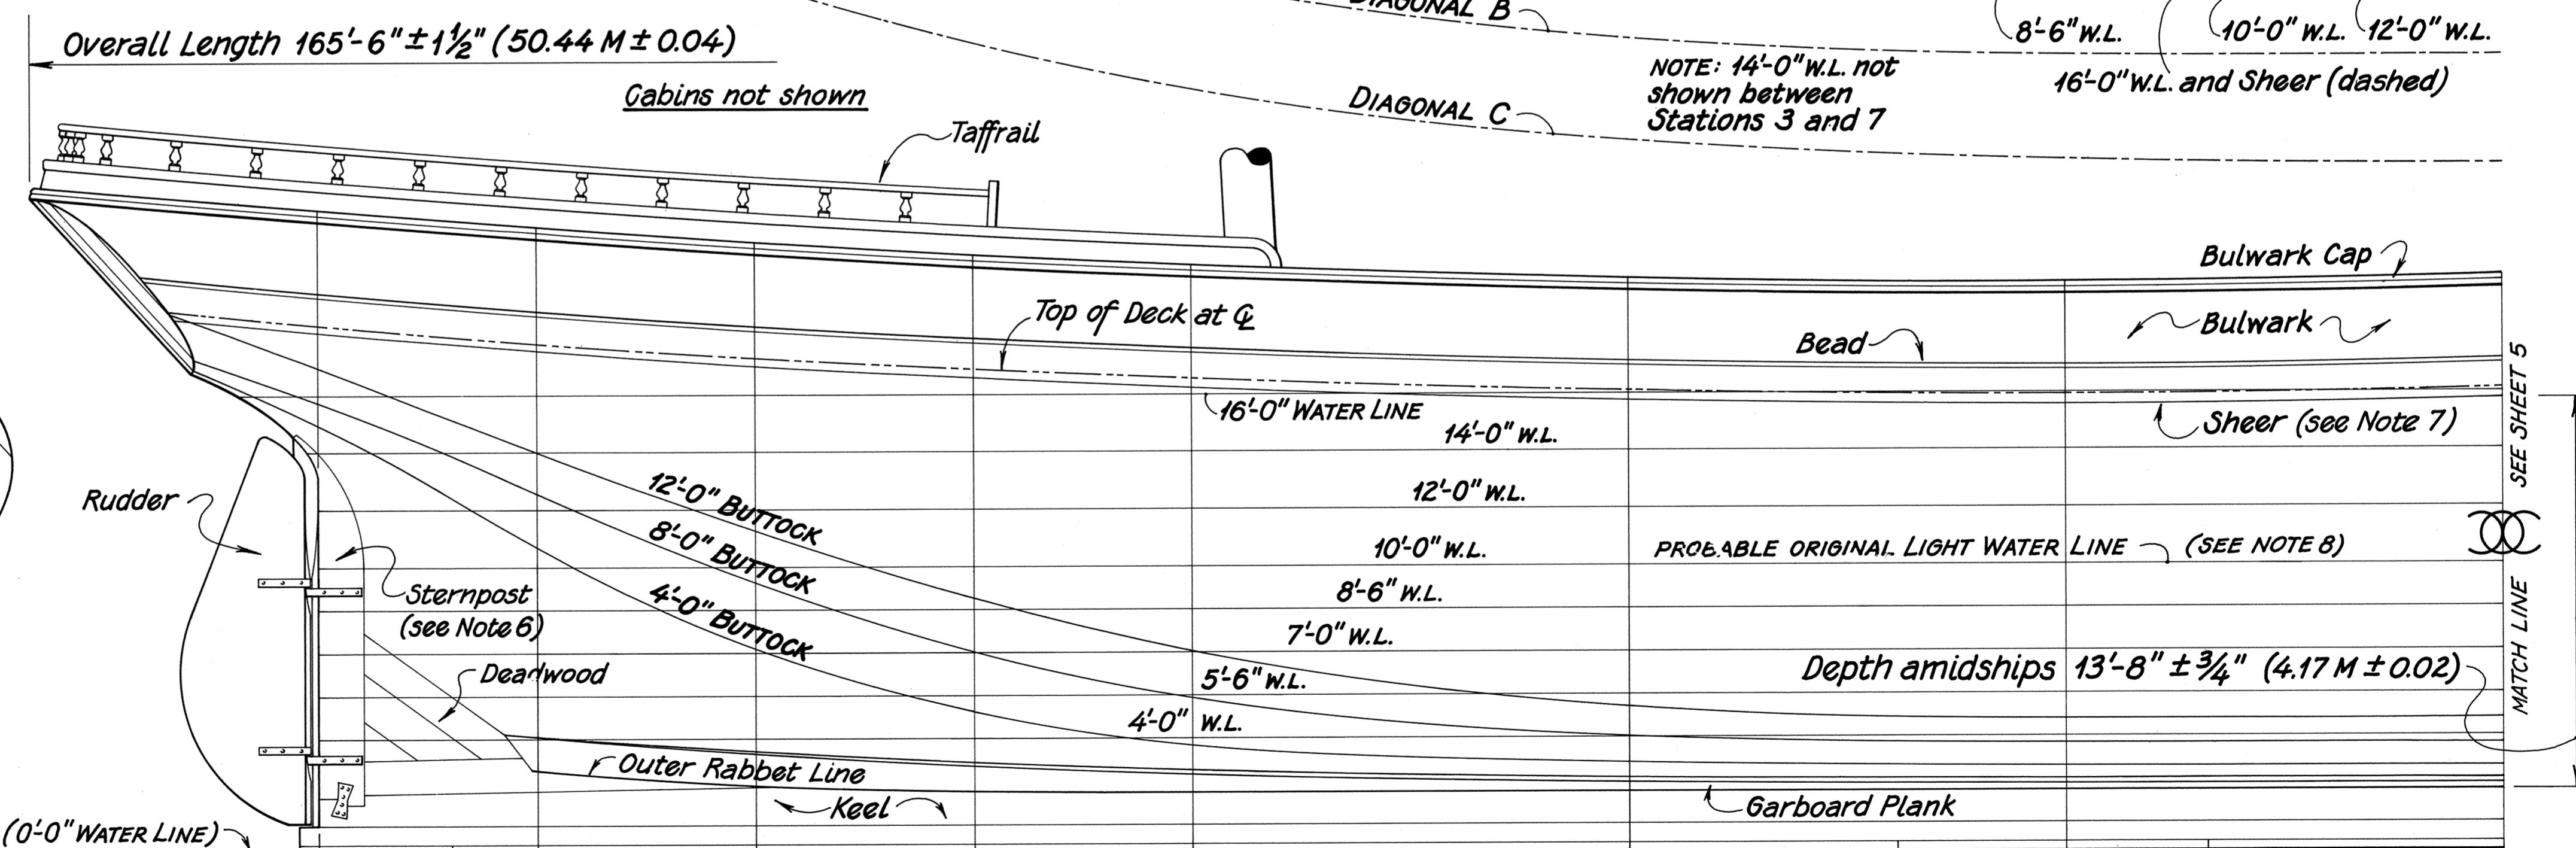 DIAGONAL B
8'-6" W.L.
10'-0" W.L.
12'-0" W.L.
Overall Length 165'-6" ± 1½" (50.44 M ± 0.04)
NOTE: 14'-0" W.L. not
shown between
Stations 3 and 7
16'-0" W.L. and Sheer (dashed)
Cabins not shown
DIAGONAL C
Taffrail
Bulwark Cap
Top of Deck at ℄
Bulwark
Bead
16'-0" WATER LINE
14'-0" W.L.
Sheer (see Note 7)
SEE SHEET 5
12'-0" BUTTOCK
12'-0" W.L.
Rudder
8'-0" BUTTOCK
10'-0" W.L.
PROBABLE ORIGINAL LIGHT WATER LINE
(SEE NOTE 8)
4'-0" BUTTOCK
8'-6" W.L.
Sternpost
(see Note 6)
7'-0" W.L.
MATCH LINE
Deadwood
5'-6" W.L.
Depth amidships 13'-8" ± ¾" (4.17 M ± 0.02)
4'-0" W.L.
Outer Rabbet Line
Keel
Garboard Plank
(0'-0" WATER LINE)